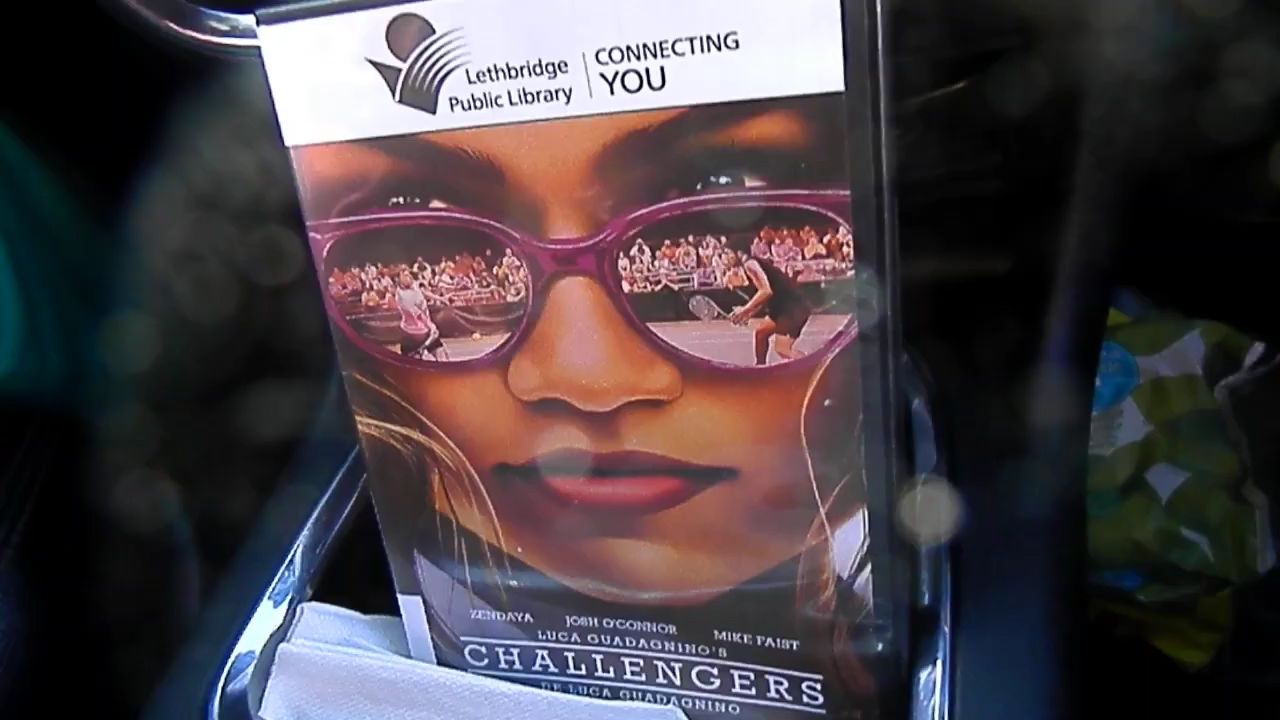 Lethbridge
Public Library
CONNECTING
YOU
ZENDAYA JOSH O'CONNOR MIKE FAIST
LUCA GUADAGNINO'S
CHALLENGERS
DE LUCA GUADAGNINO